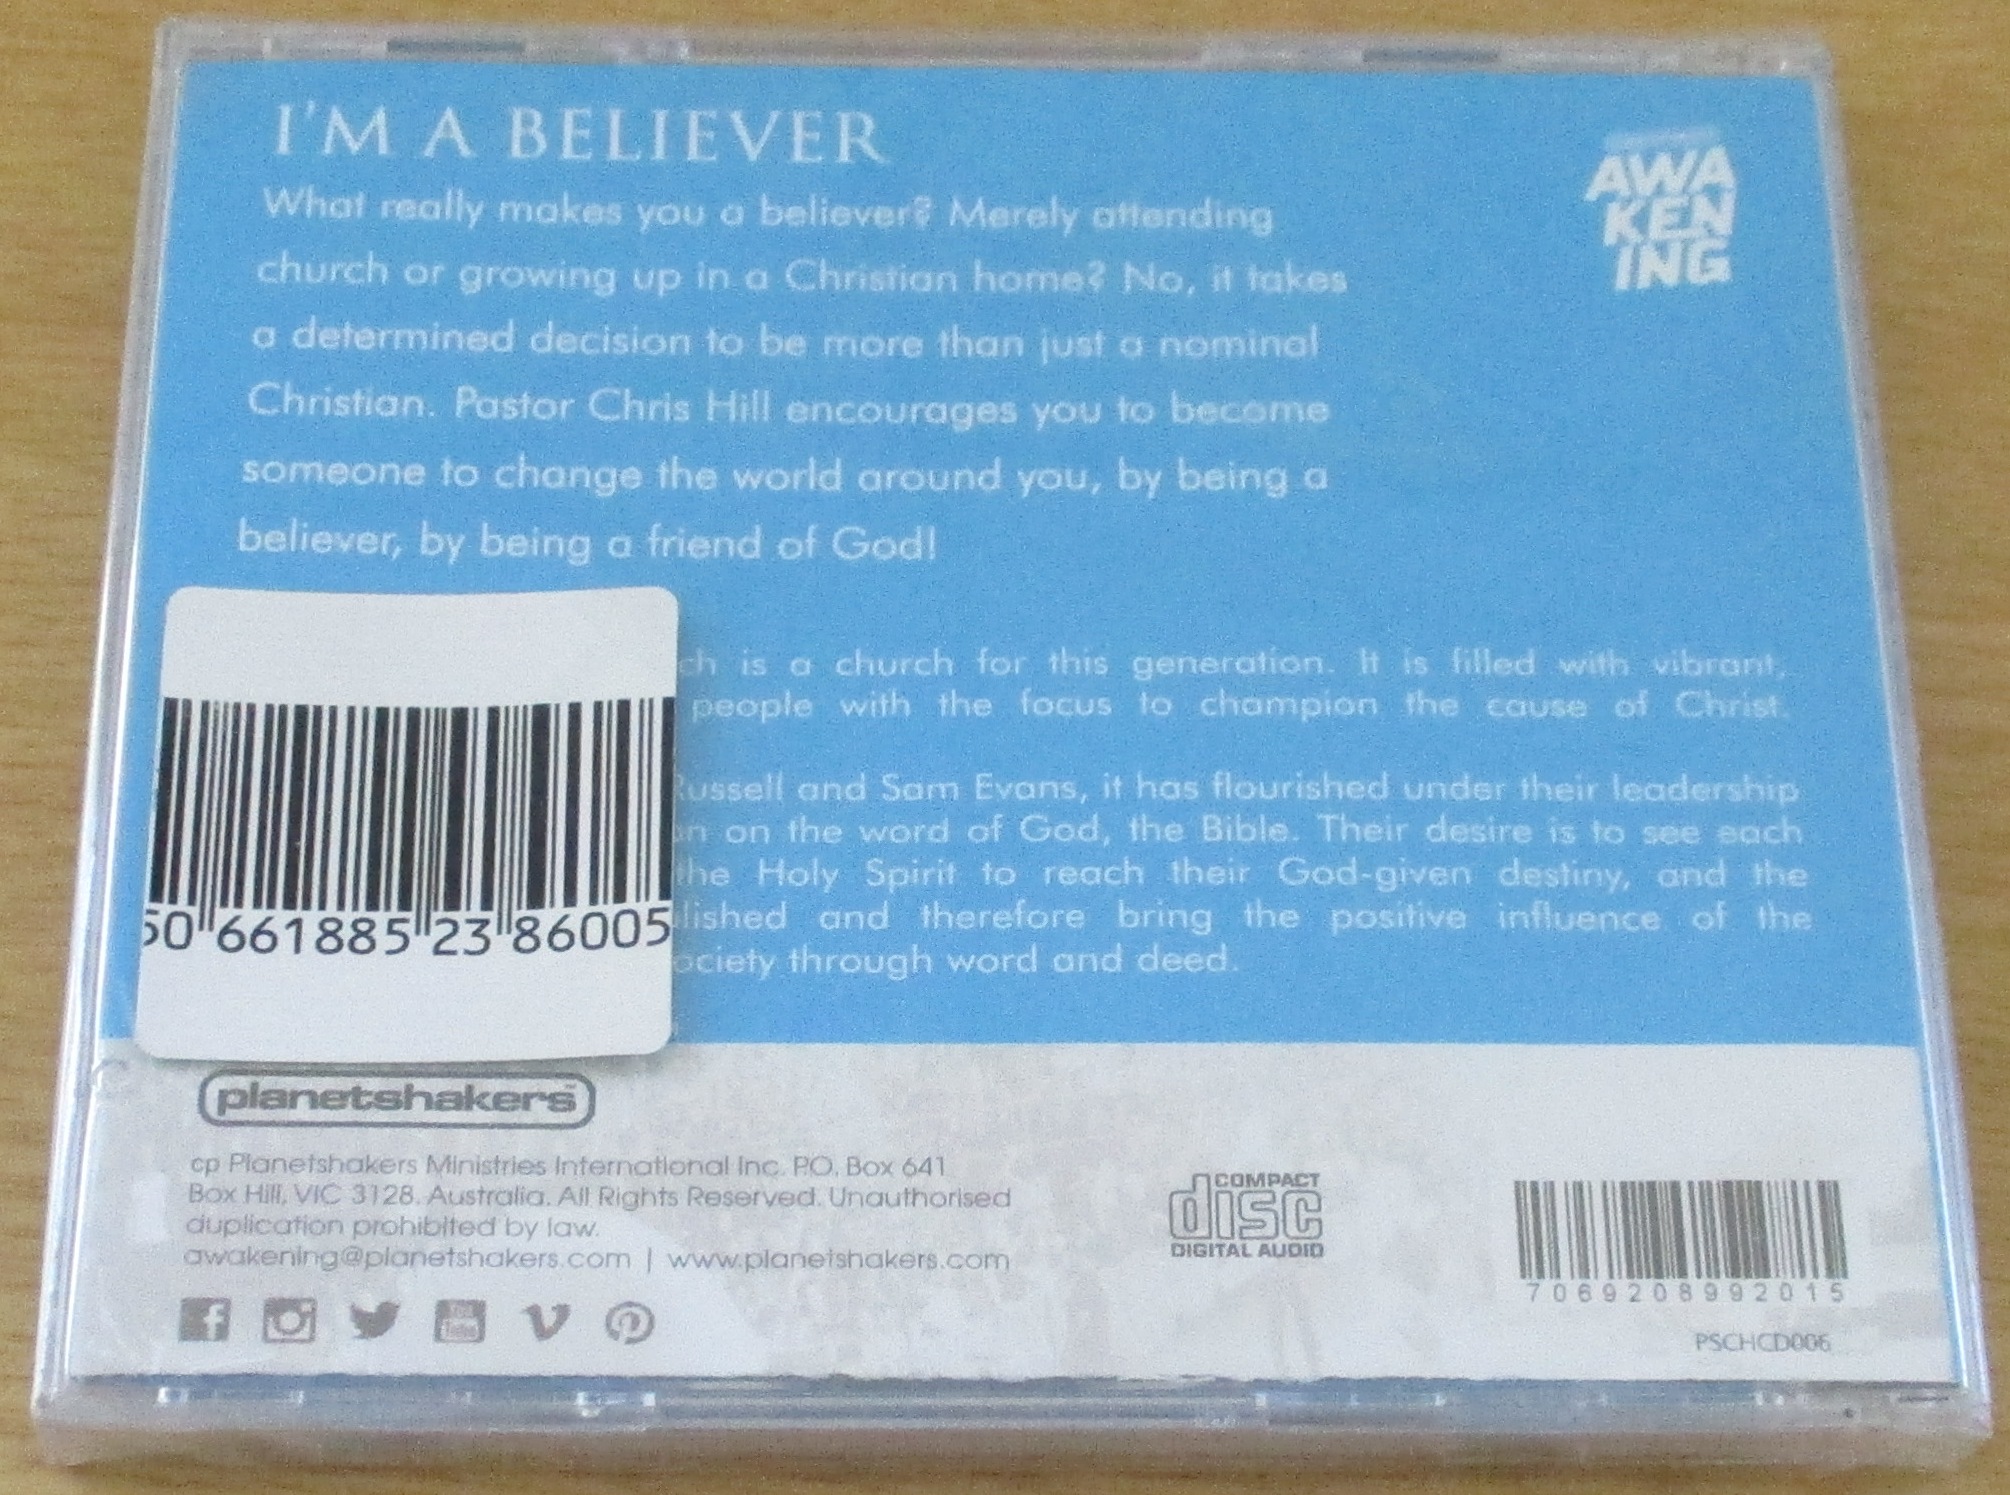 I'M A BELIEVER
What really makes you a believer? Merely attending
church or growing up in a Christian home? No, it takes
a determined decision to be more than just a nominal
Christian. Pastor Chris Hill encourages you to become
someone to change the world around you, by being a
believer, by being a friend of God!
AWA
KEN
ING
ch is a church for this generation. It is filled with vibrant,
people with the focus to champion the cause of Christ.
Russell and Sam Evans, it has flourished under their leadership
on the word of God, the Bible. Their desire is to see each
the Holy Spirit to reach their God-given destiny, and the
lished and therefore bring the positive influence of the
ociety through word and deed.
50 661885 23 86005
planetshakers™
cp Planetshakers Ministries International Inc. P.O. Box 641
Box Hill, VIC 3128. Australia. All Rights Reserved. Unauthorised
duplication prohibited by law.
awakening@planetshakers.com | www.planetshakers.com
You
Tube
COMPACT
disc
DIGITAL AUDIO
7069208992015
PSCHCD006